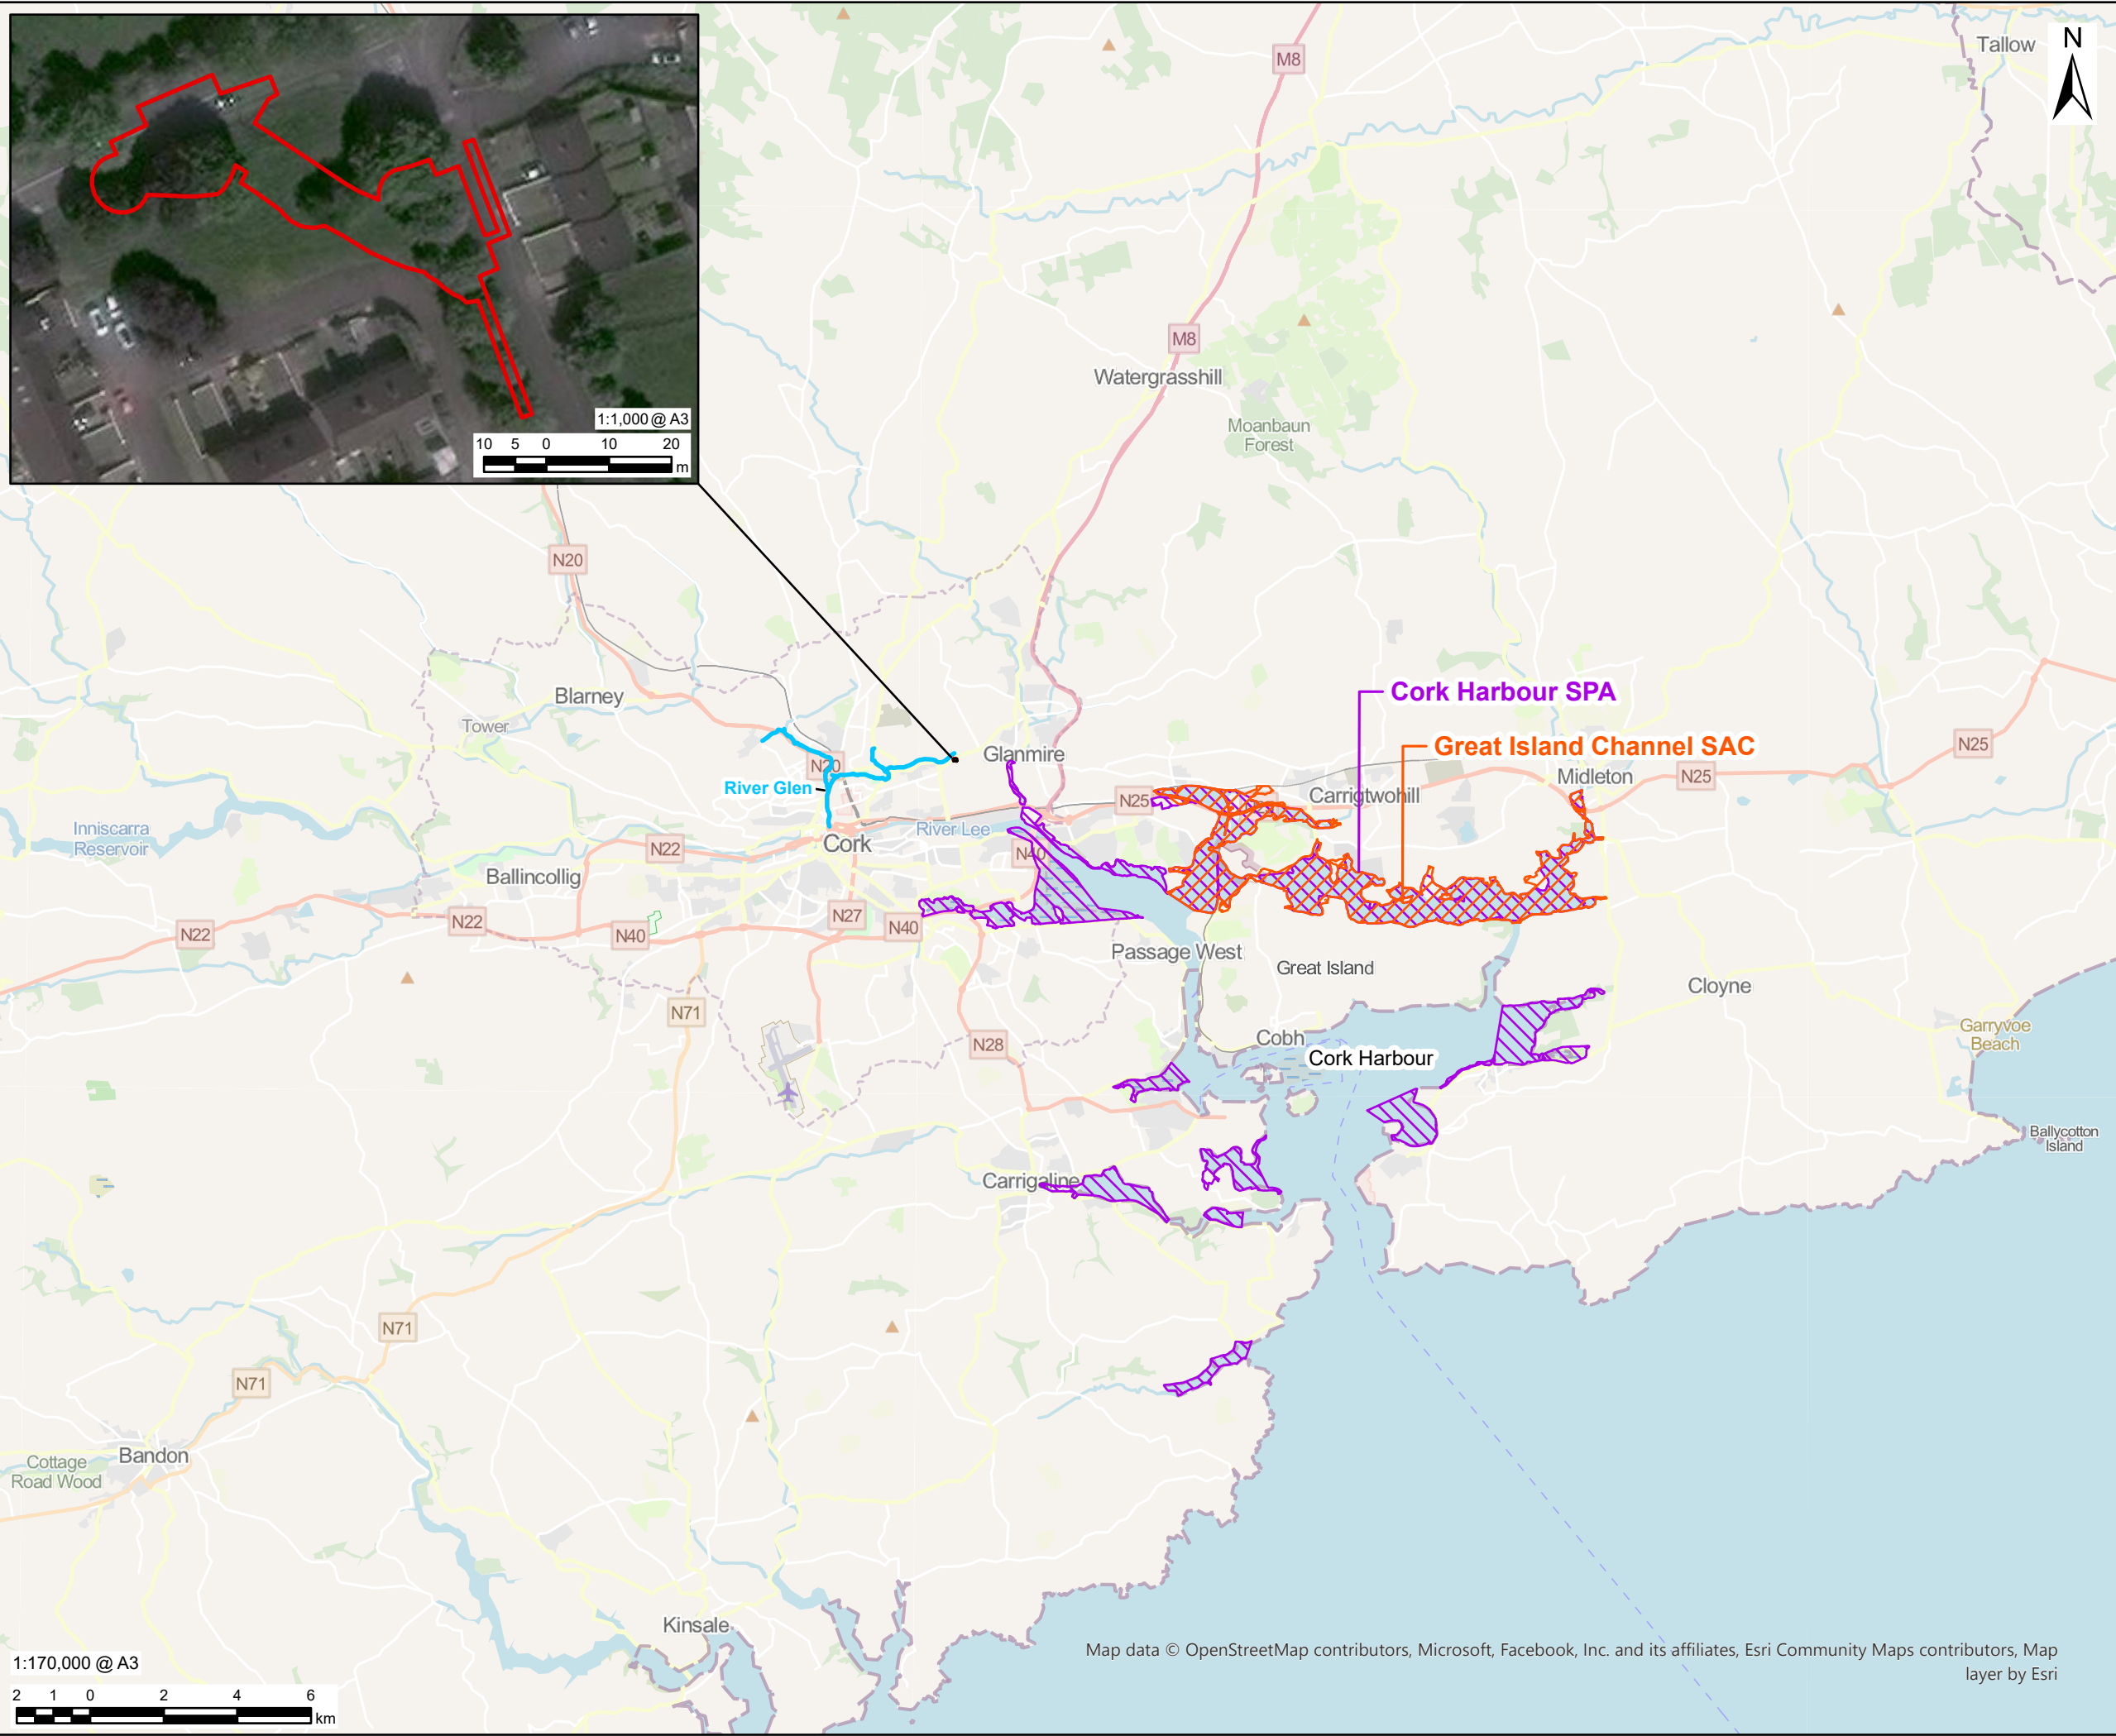 N
Tallow
M8
1:1,000 @ A3
10 5 0 10 20
m
M8
Watergrasshill
Moanbaun
Forest
N20
Blarney
Tower
Cork Harbour SPA
Great Island Channel SAC
Glanmire
N20
River Glen
N25
N25
Midleton
N25
Carrigtwohill
Inniscarra
Reservoir
River Lee
Cork
N22
N40
Ballincollig
N22
N22
N40
N27
N40
Passage West
Great Island
Cloyne
N71
N28
Cobh
Cork Harbour
Garryvoe
Beach
Ballycotton
Island
Carrigaline
N71
N71
Bandon
Cottage
Road Wood
Kinsale
Map data © OpenStreetMap contributors, Microsoft, Facebook, Inc. and its affiliates, Esri Community Maps contributors, Map
layer by Esri
1:170,000 @ A3
2 1 0 2 4 6
km